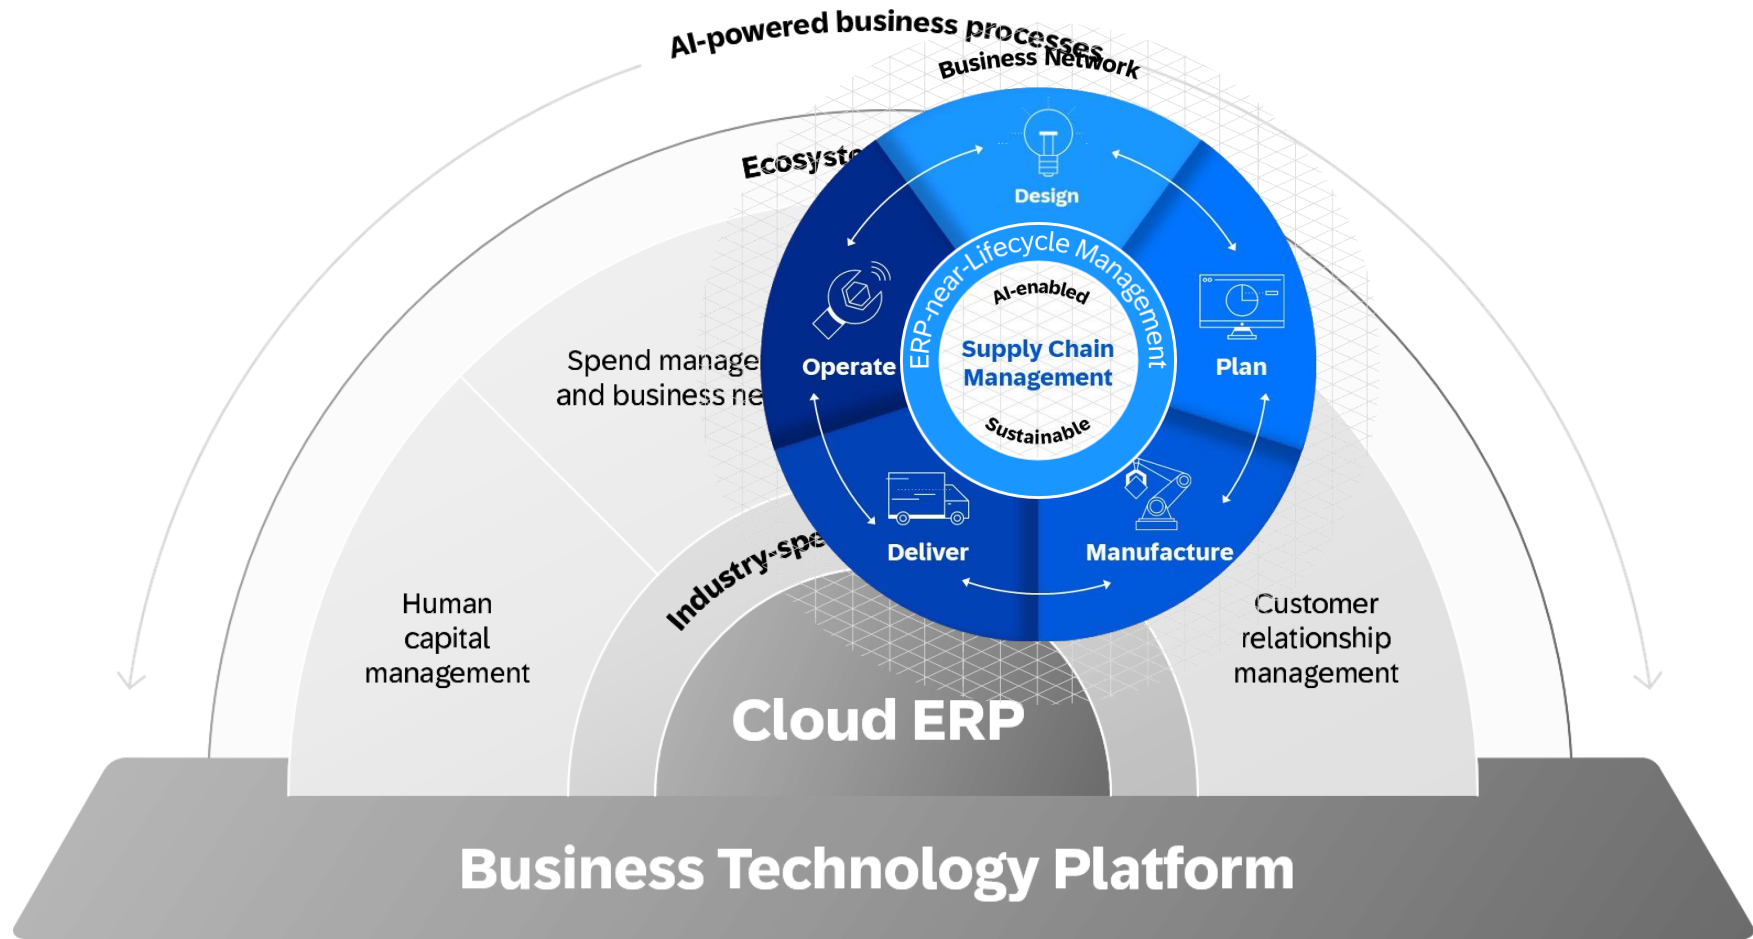 AI-powered business processes
Business Network
Design
Ecosyste
ERP-near-Lifecycle Management
AI-enabled
Supply Chain
Management
Sustainable
Operate
Plan
Spend manage
and business ne
Deliver
Manufacture
Industry-spe
Human
capital
management
Customer
relationship
management
Cloud ERP
Business Technology Platform